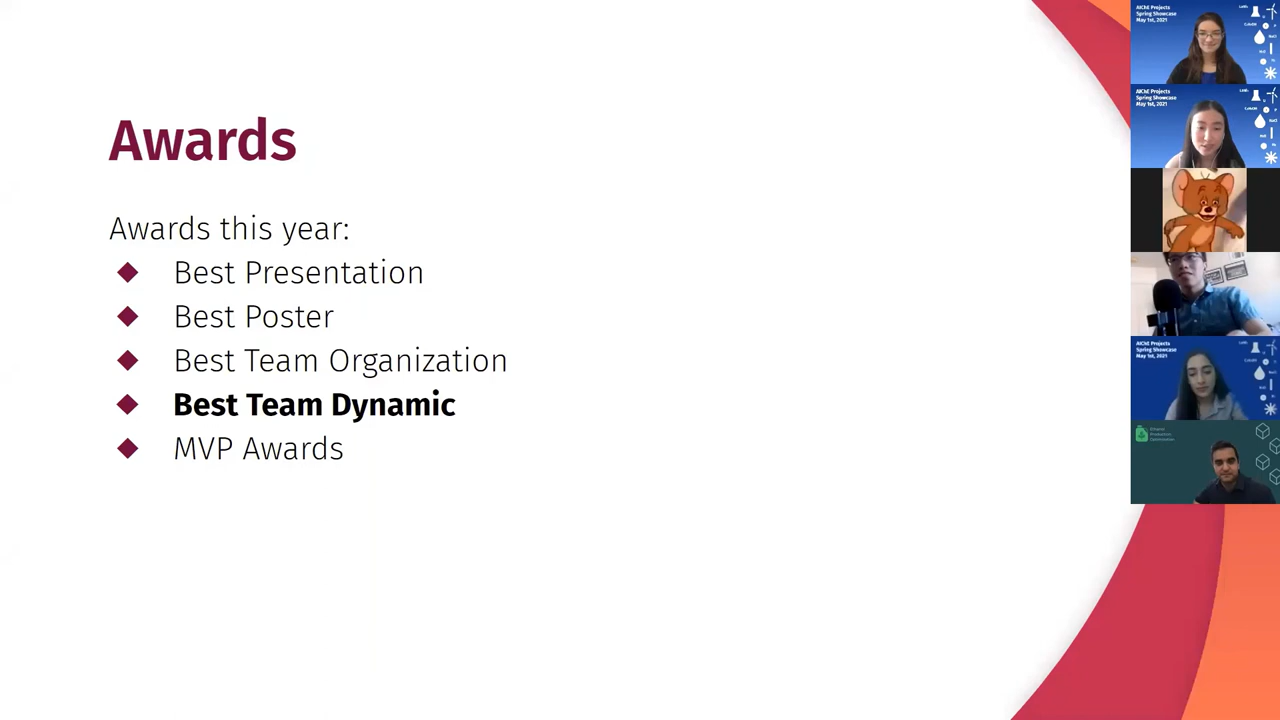 Awards
Awards this year:
Best Presentation
Best Poster
Best Team Organization
Best Team Dynamic
MVP Awards
AIChE Projects
Spring Showcase
May 1st, 2021
AIChE Projects
Spring Showcase
May 1st, 2021
AIChE Projects
Spring Showcase
May 1st, 2021